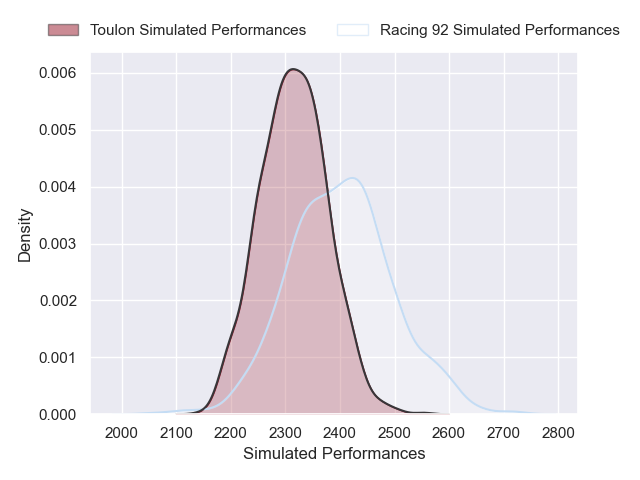 Toulon Simulated Performances Racing 92 Simulated Performances
0.006
0.005
0.004
0.003
0.002
0.001
0.000
Density
2000 2100 2200 2300 2400 2500 2600 2700 2800
Simulated Performances